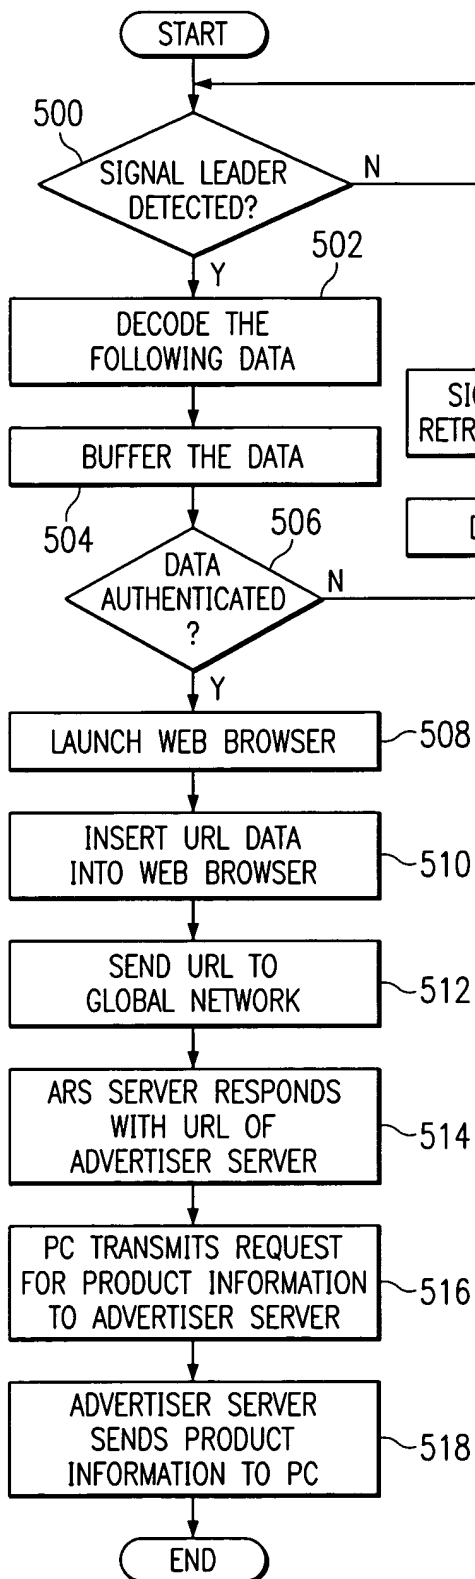 START
500
SIGNAL LEADER
DETECTED?
N
Y
502
DECODE THE
FOLLOWING DATA
BUFFER THE DATA
504
506
DATA
AUTHENTICATED
?
N
Y
LAUNCH WEB BROWSER
508
INSERT URL DATA
INTO WEB BROWSER
510
SEND URL TO
GLOBAL NETWORK
512
ARS SERVER RESPONDS
WITH URL OF
ADVERTISER SERVER
514
PC TRANSMITS REQUEST
FOR PRODUCT INFORMATION
TO ADVERTISER SERVER
516
ADVERTISER SERVER
SENDS PRODUCT
INFORMATION TO PC
518
END